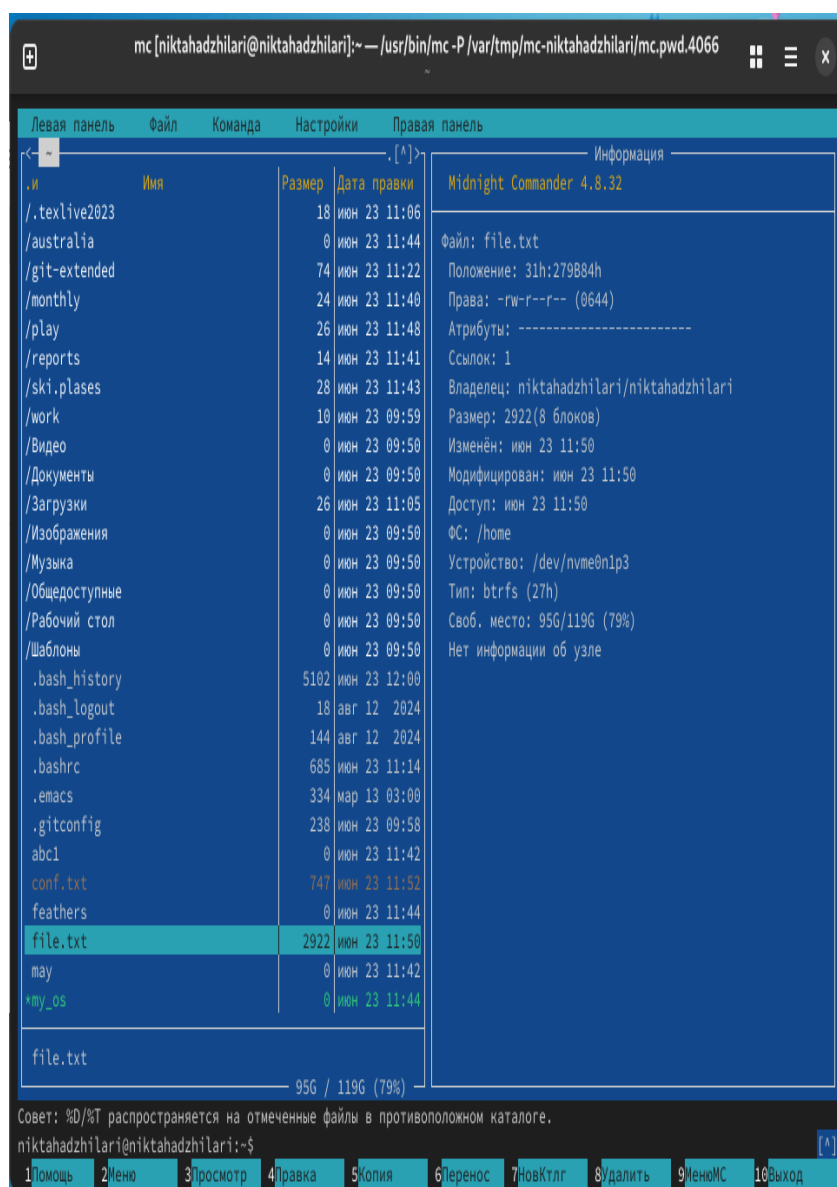 mc [niktahadzhilari@niktahadzhilari]:~ — /usr/bin/mc -P /var/tmp/mc-niktahadzhilari/mc.pwd.4066
~
Левая панель Файл Команда Настройки Правая панель
<- ~ .[^]>
Информация
.и Имя Размер Дата правки
Midnight Commander 4.8.32
/.texlive2023 18 июн 23 11:06
/australia 0 июн 23 11:44
Файл: file.txt
/git-extended 74 июн 23 11:22
Положение: 31h:279B84h
/monthly 24 июн 23 11:40
Права: -rw-r--r-- (0644)
/play 26 июн 23 11:48
Атрибуты: -------------------------
/reports 14 июн 23 11:41
Ссылок: 1
/ski.plases 28 июн 23 11:43
Владелец: niktahadzhilari/niktahadzhilari
/work 10 июн 23 09:59
Размер: 2922(8 блоков)
/Видео 0 июн 23 09:50
Изменён: июн 23 11:50
/Документы 0 июн 23 09:50
Модифицирован: июн 23 11:50
/Загрузки 26 июн 23 11:05
Доступ: июн 23 11:50
/Изображения 0 июн 23 09:50
ФС: /home
/Музыка 0 июн 23 09:50
Устройство: /dev/nvme0n1p3
/Общедоступные 0 июн 23 09:50
Тип: btrfs (27h)
/Рабочий стол 0 июн 23 09:50
Своб. место: 95G/119G (79%)
/Шаблоны 0 июн 23 09:50
Нет информации об узле
.bash_history 5102 июн 23 12:00
.bash_logout 18 авг 12 2024
.bash_profile 144 авг 12 2024
.bashrc 685 июн 23 11:14
.emacs 334 мар 13 03:00
.gitconfig 238 июн 23 09:58
abc1 0 июн 23 11:42
conf.txt 747 июн 23 11:52
feathers 0 июн 23 11:44
file.txt 2922 июн 23 11:50
may 0 июн 23 11:42
*my_os 0 июн 23 11:44
file.txt
95G / 119G (79%)
Совет: %D/%T распространяется на отмеченные файлы в противоположном каталоге.
niktahadzhilari@niktahadzhilari:~$ [^]
1Помощь 2Меню 3Просмотр 4Правка 5Копия 6Перенос 7НовКтлг 8Удалить 9МенюMC 10Выход